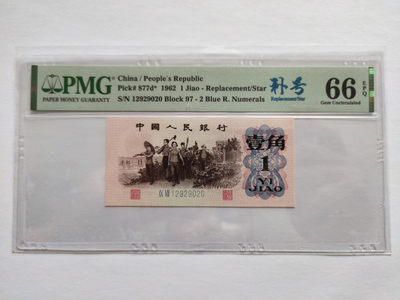 PMG
PAPER MONEY GUARANTY
China / People's Republic
Pick# 877d* 1962 1 Jiao - Replacement/Star
S/N 12929020 Block 97 - 2 Blue R. Numerals
补号
Replacement/Star
66 EPQ
Gem Uncirculated
中国人民银行
壹角
1
YI
JIAO
12929020